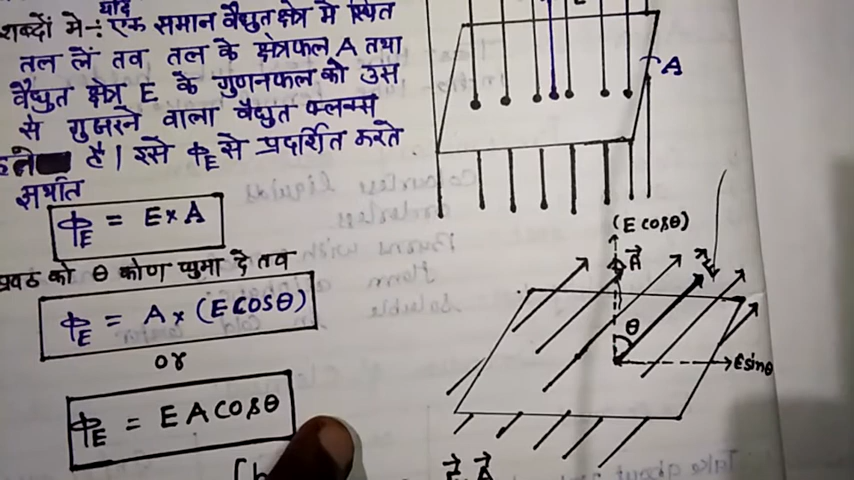 यदि
शब्दों में -: एक समान वैद्युत क्षेत्र में स्थित
तल लें तब तल के क्षेत्रफल A तथा
वैद्युत क्षेत्र E के गुणनफल को उस
से गुजरने वाला वैद्युत फ्लक्स
है। इसे ϕE से प्रदर्शित करते
अर्थात
ϕE = E × A
को θ कोण घुमा दे तब
ϕE = A × (E COSθ)
or
ϕE = E A COSθ
A
(E COSθ)
A⃗
θ
E sinθ
E⃗ A⃗